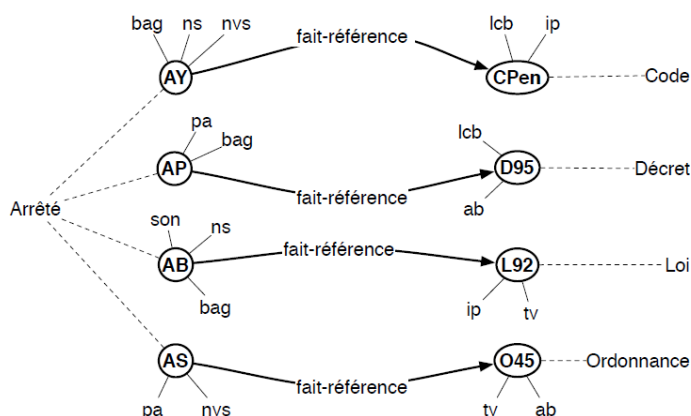 bag ns nvs
lcb ip
fait-référence
AY
CPen
Code
pa
bag
lcb
AP
D95
Décret
fait-référence
ab
Arrêté
son
ns
fait-référence
AB
L92
Loi
bag
ip
tv
AS
O45
Ordonnance
fait-référence
pa
nvs
tv
ab